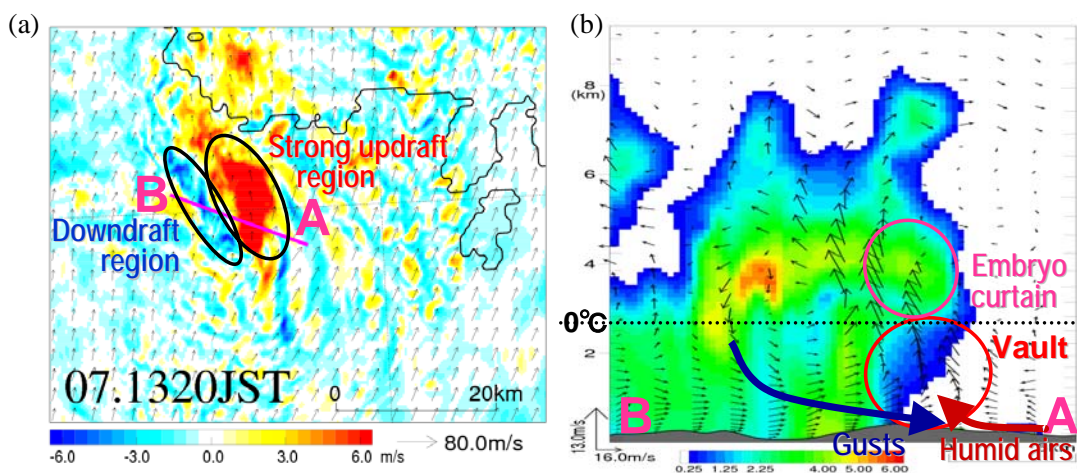 (a)
Strong updraft
region
B
A
Downdraft
region
07.1320JST
0
20km
-6.0
-3.0
0.0
3.0
6.0
m/s
80.0m/s
(b)
8
(km)
6
4
Embryo
curtain
0°C
Vault
2
B
A
Gusts
Humid airs
13.0m/s
16.0m/s
0.25
1.25
2.50
4.00
5.00
6.00